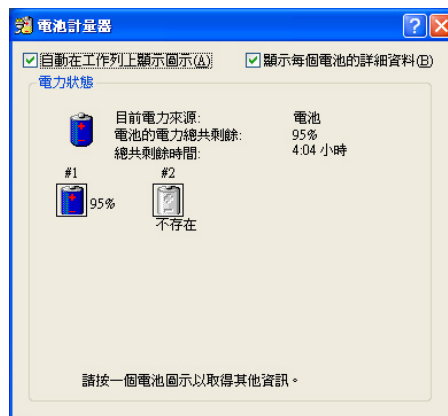 電池計量器
自動在工作列上顯示圖示(A) 顯示每個電池的詳細資料(B)
電力狀態
目前電力來源: 電池
電池的電力總共剩餘: 95%
總共剩餘時間: 4:04 小時
#1 #2
95%
不存在
請按一個電池圖示以取得其他資訊。